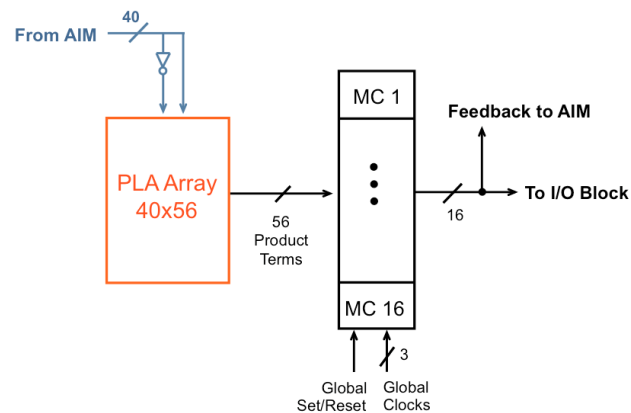 40
From AIM
MC 1
Feedback to AIM
PLA Array
40x56
56
Product
Terms
16
To I/O Block
MC 16
3
Global
Set/Reset
Global
Clocks